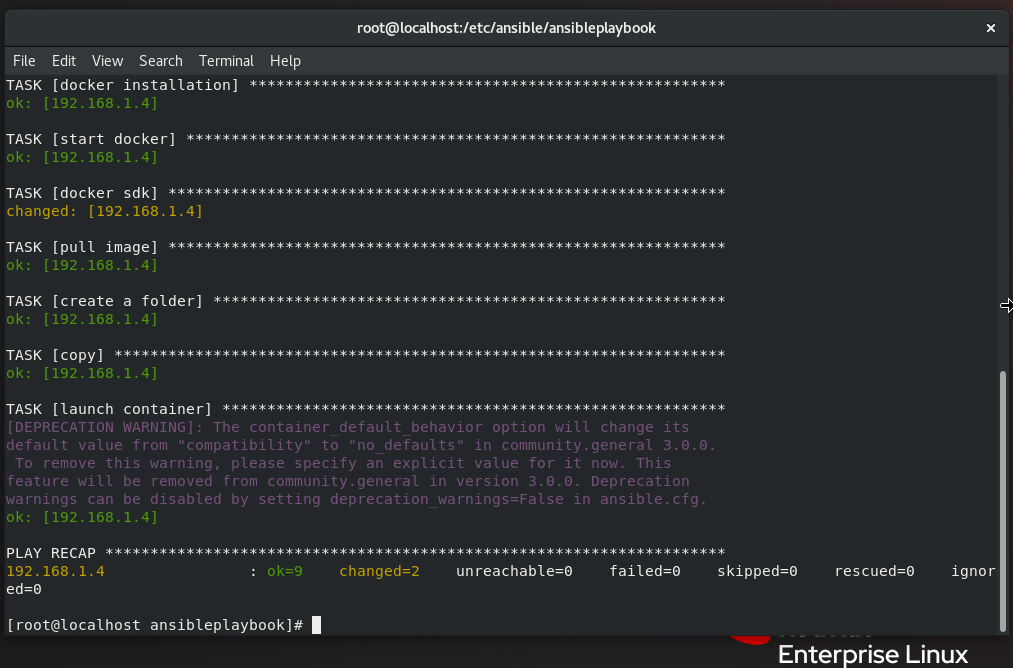 root@localhost:/etc/ansible/ansibleplaybook
File Edit View Search Terminal Help
TASK [docker installation] *****************************************************
ok: [192.168.1.4]
TASK [start docker] ************************************************************
ok: [192.168.1.4]
TASK [docker sdk] **************************************************************
changed: [192.168.1.4]
TASK [pull image] **************************************************************
ok: [192.168.1.4]
TASK [create a folder] *********************************************************
ok: [192.168.1.4]
TASK [copy] ********************************************************************
ok: [192.168.1.4]
TASK [launch container] ********************************************************
[DEPRECATION WARNING]: The container_default_behavior option will change its
default value from "compatibility" to "no_defaults" in community.general 3.0.0.
 To remove this warning, please specify an explicit value for it now. This
feature will be removed from community.general in version 3.0.0. Deprecation
warnings can be disabled by setting deprecation_warnings=False in ansible.cfg.
ok: [192.168.1.4]
PLAY RECAP *********************************************************************
192.168.1.4                : ok=9    changed=2    unreachable=0    failed=0    skipped=0    rescued=0    ignor
ed=0
[root@localhost ansibleplaybook]#
Enterprise Linux